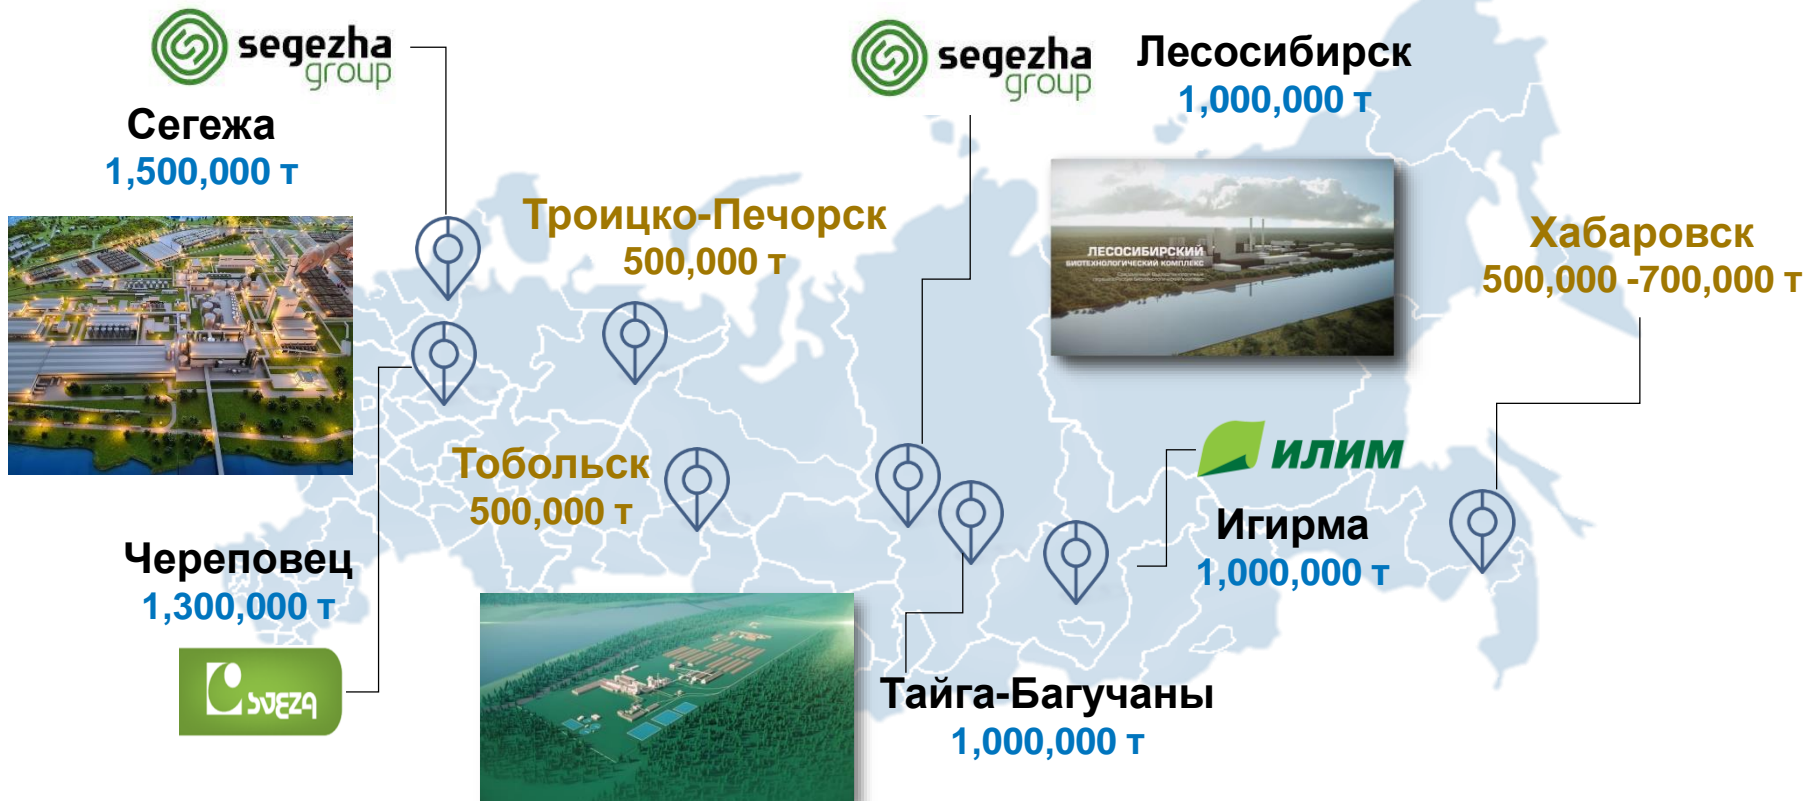 segezha
group
Сегежа
1,500,000 т
segezha
group
Лесосибирск
1,000,000 т
Троицко-Печорск
500,000 т
ЛЕСОСИБИРСКИЙ
БИОТЕХНОЛОГИЧЕСКИЙ КОМПЛЕКС
Хабаровск
500,000 -700,000 т
Тобольск
500,000 т
илим
Игирма
1,000,000 т
Череповец
1,300,000 т
sveza
Тайга-Багучаны
1,000,000 т